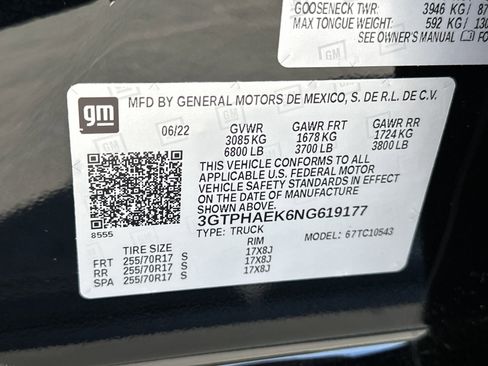 GOOSENECK TWR: 3946 KG/ 87
MAX TONGUE WEIGHT: 592 KG/ 130
SEE OWNER'S MANUAL FO
gm
MFD BY GENERAL MOTORS DE MEXICO, S. DE R.L. DE C.V.
06/22 GVWR GAWR FRT GAWR RR
3085 KG 1678 KG 1724 KG
6800 LB 3700 LB 3800 LB
THIS VEHICLE CONFORMS TO ALL
APPLICABLE U.S. FEDERAL MOTOR
VEHICLE SAFETY STANDARDS IN EFFECT
ON THE DATE OF MANUFACTURE
SHOWN ABOVE.
3GTPHAEK6NG619177
8555
TYPE: TRUCK MODEL: 67TC10543
TIRE SIZE RIM
FRT 255/70R17 S 17X8J
RR 255/70R17 S 17X8J
SPA 255/70R17 S 17X8J